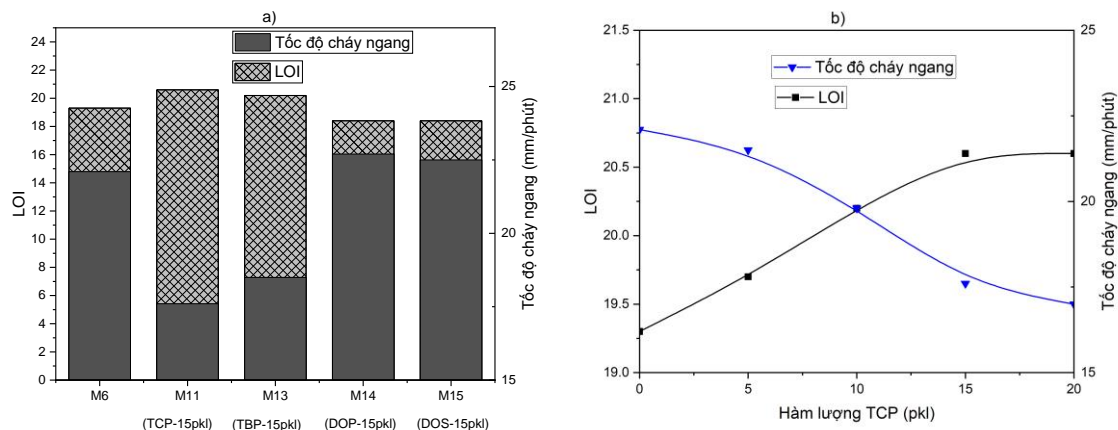 a)
Tốc độ cháy ngang
LOI
24
22
20
18
16
14
12
10
8
6
4
2
0
LOI
25
20
15
Tốc độ cháy ngang (mm/phút)
M6 M11 M13 M14 M15
(TCP-15pkl) (TBP-15pkl) (DOP-15pkl) (DOS-15pkl)
b)
Tốc độ cháy ngang
LOI
21.5
21.0
20.5
20.0
19.5
19.0
LOI
25
20
15
Tốc độ cháy ngang (mm/phút)
0 5 10 15 20
Hàm lượng TCP (pkl)